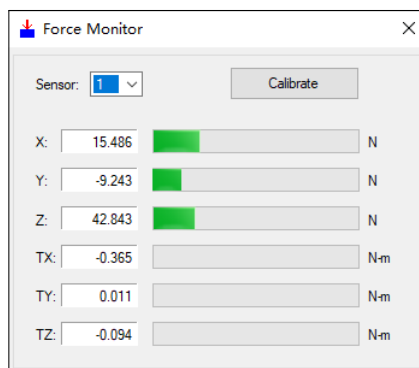 Force Monitor
Sensor: 1 Calibrate
X: 15.486 N
Y: -9.243 N
Z: 42.843 N
TX: -0.365 N-m
TY: 0.011 N-m
TZ: -0.094 N-m